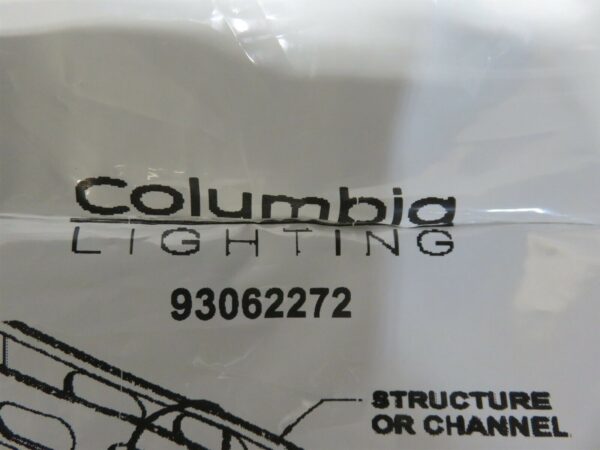 Columbia
LIGHTING
93062272
STRUCTURE
OR CHANNEL